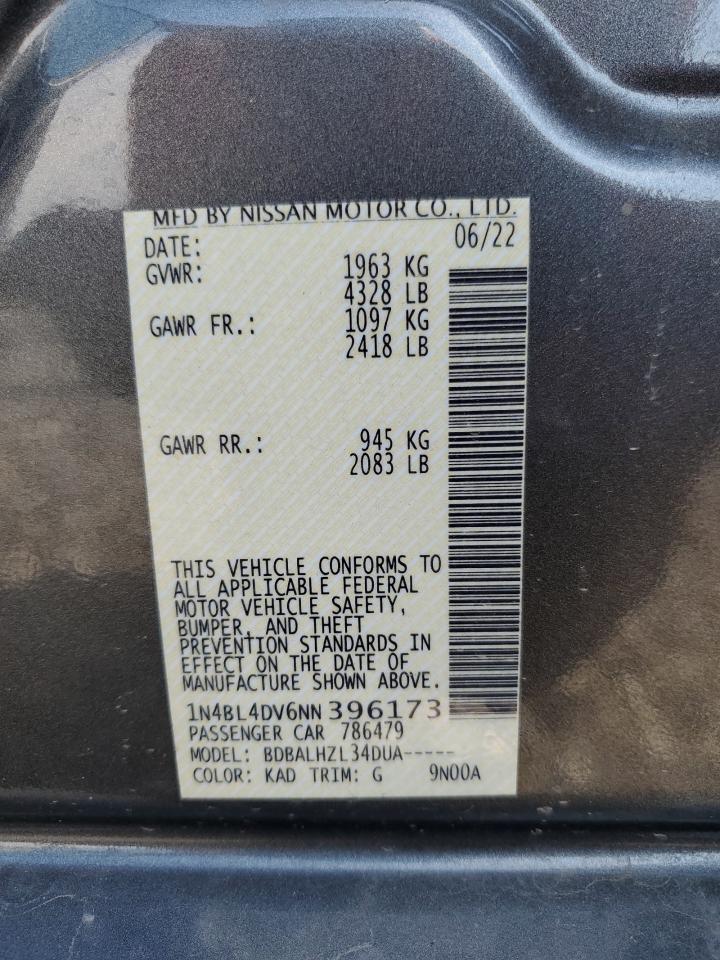 MFD BY NISSAN MOTOR CO., LTD.
DATE: 06/22
GVWR: 1963 KG
4328 LB
GAWR FR.: 1097 KG
2418 LB
GAWR RR.: 945 KG
2083 LB
THIS VEHICLE CONFORMS TO
ALL APPLICABLE FEDERAL
MOTOR VEHICLE SAFETY,
BUMPER, AND THEFT
PREVENTION STANDARDS IN
EFFECT ON THE DATE OF
MANUFACTURE SHOWN ABOVE.
1N4BL4DV6NN 396173
PASSENGER CAR 786479
MODEL: BDBALHZL34DUA-----
COLOR: KAD TRIM: G 9N00A